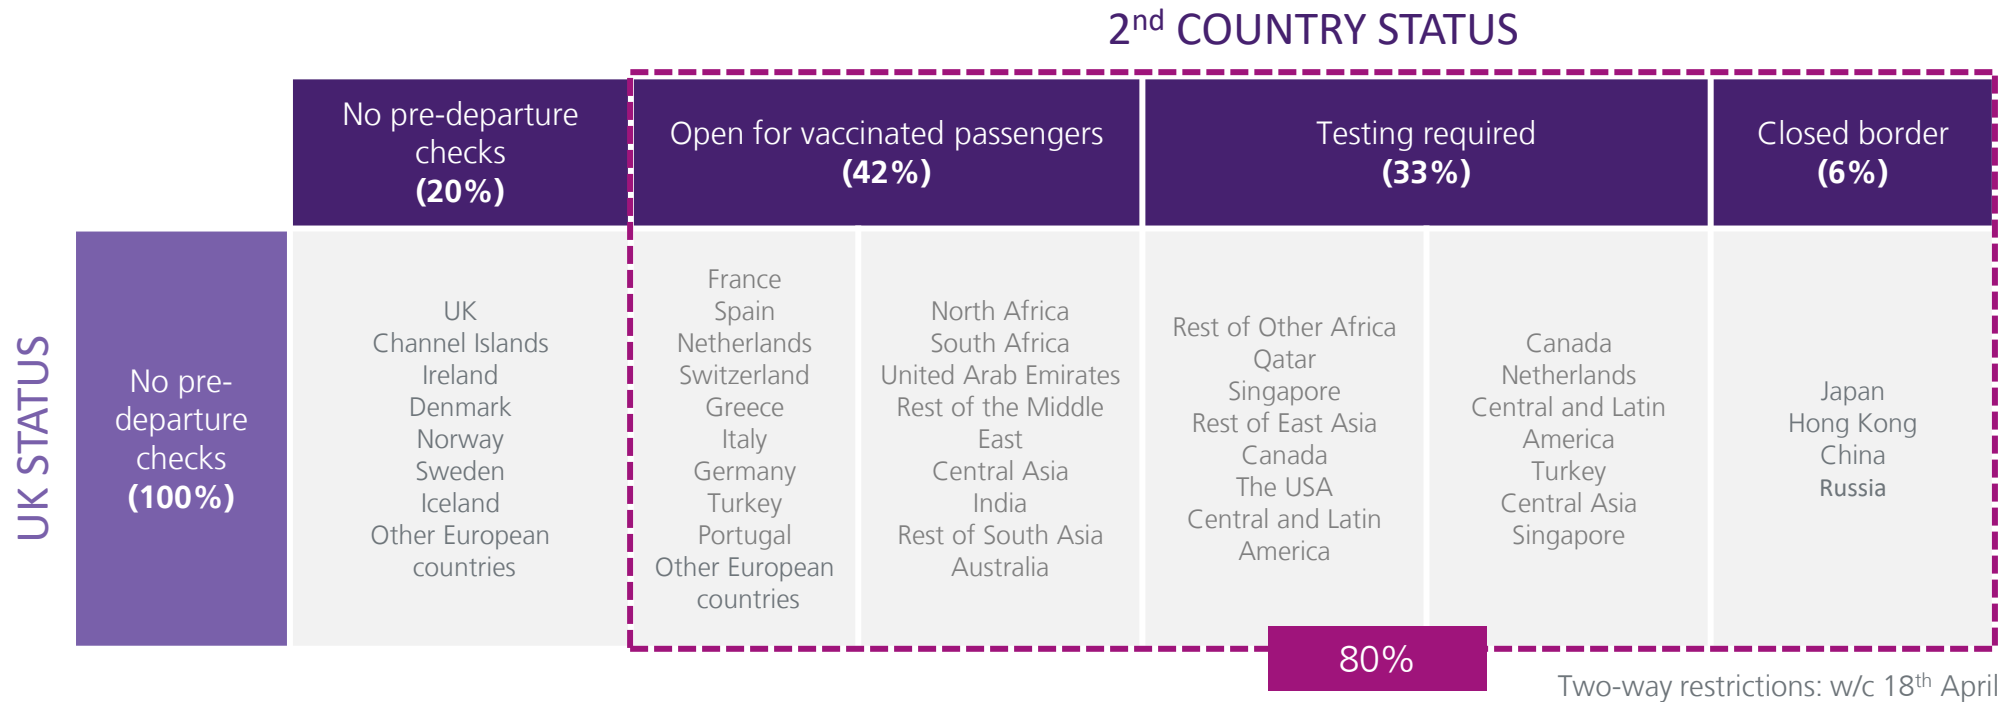 2nd COUNTRY STATUS
No pre-departure
checks
(20%)
Open for vaccinated passengers
(42%)
Testing required
(33%)
Closed border
(6%)
UK STATUS
No pre-
departure
checks
(100%)
UK
Channel Islands
Ireland
Denmark
Norway
Sweden
Iceland
Other European
countries
France
Spain
Netherlands
Switzerland
Greece
Italy
Germany
Turkey
Portugal
Other European
countries
North Africa
South Africa
United Arab Emirates
Rest of the Middle
East
Central Asia
India
Rest of South Asia
Australia
Rest of Other Africa
Qatar
Singapore
Rest of East Asia
Canada
The USA
Central and Latin
America
Canada
Netherlands
Central and Latin
America
Turkey
Central Asia
Singapore
Japan
Hong Kong
China
Russia
80%
Two-way restrictions: w/c 18th April